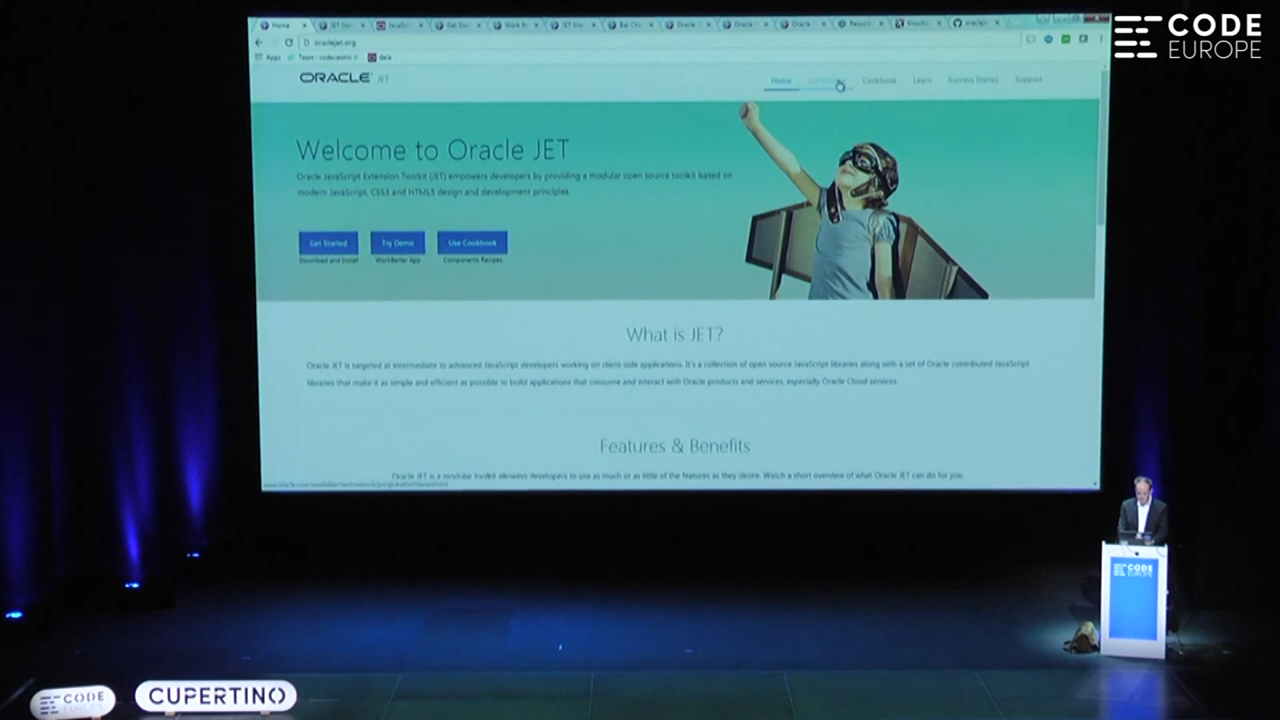 CODE
EUROPE
Home
oraclejet.org
Apps Team - codecentric data
ORACLE JET
Home Cookbook Learn Success Stories Support
Welcome to Oracle JET
Oracle JavaScript Extension Toolkit (JET) empowers developers by providing a modular open source toolkit based on
modern JavaScript, CSS3 and HTML5 design and development principles.
Get Started Try Demo Use Cookbook
Download and Install WorkBetter App Components Recipes
What is JET?
Oracle JET is targeted at intermediate to advanced JavaScript developers working on client-side applications. It's a collection of open source JavaScript libraries along with a set of Oracle contributed JavaScript
libraries that make it as simple and efficient as possible to build applications that consume and interact with Oracle products and services, especially Oracle Cloud services.
Features & Benefits
Oracle JET is a modular toolkit allowing developers to use as much or as little of the features as they desire. Watch a short overview of what Oracle JET can do for you.
CODE
EUROPE
CODE
EUROPE
CUPERTINO